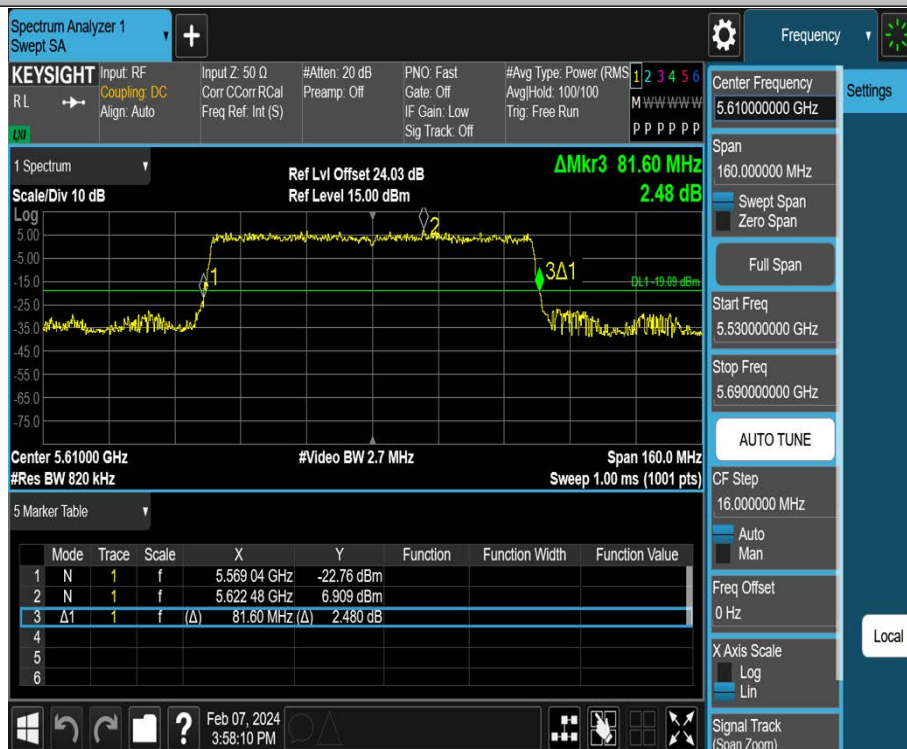 Spectrum Analyzer 1
Swept SA
Frequency
KEYSIGHT
RL
LXI
Input: RF
Coupling: DC
Align: Auto
Input Z: 50 Ω
Corr CCorr RCal
Freq Ref: Int (S)
#Atten: 20 dB
Preamp: Off
PNO: Fast
Gate: Off
IF Gain: Low
Sig Track: Off
#Avg Type: Power (RMS
Avg|Hold: 100/100
Trig: Free Run
1 2 3 4 5 6
M W W W W W
P P P P P P
1 Spectrum
Scale/Div 10 dB
Ref Lvl Offset 24.03 dB
Ref Level 15.00 dBm
ΔMkr3 81.60 MHz
2.48 dB
Log
5.00
-5.00
-15.0
-25.0
-35.0
-45.0
-55.0
-65.0
-75.0
1
2
3Δ1
DL1 -19.09 dBm
Center 5.61000 GHz
#Video BW 2.7 MHz
Span 160.0 MHz
#Res BW 820 kHz
Sweep 1.00 ms (1001 pts)
5 Marker Table
Mode Trace Scale X Y Function Function Width Function Value
1 N 1 f 5.569 04 GHz -22.76 dBm
2 N 1 f 5.622 48 GHz 6.909 dBm
3 Δ1 1 f (Δ) 81.60 MHz (Δ) 2.480 dB
4
5
6
?
Feb 07, 2024
3:58:10 PM
Center Frequency
5.610000000 GHz
Settings
Span
160.000000 MHz
Swept Span
Zero Span
Full Span
Start Freq
5.530000000 GHz
Stop Freq
5.690000000 GHz
AUTO TUNE
CF Step
16.000000 MHz
Auto
Man
Freq Offset
0 Hz
Local
X Axis Scale
Log
Lin
Signal Track
(Span Zoom)